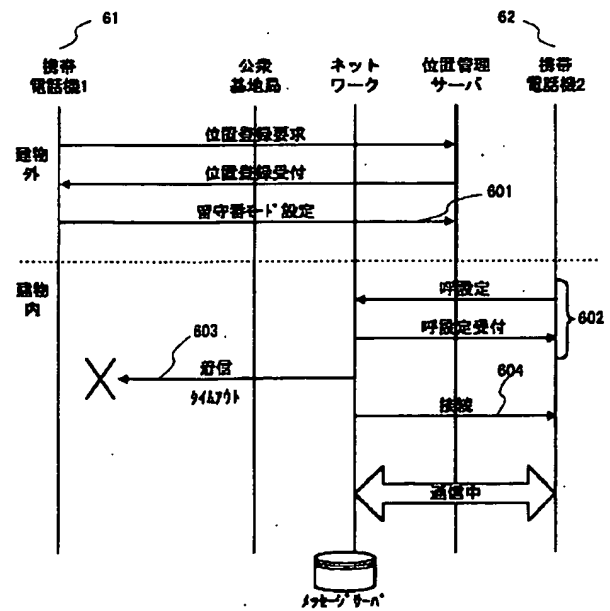 61
62
携帯
電話機1
公衆
基地局
ネット
ワーク
位置管理
サーバ
携帯
電話機2
建物
外
位置登録要求
位置登録受付
留守番モード設定
601
建物
内
呼設定
602
呼設定受付
603
着信
タイムアウト
604
接続
通信中
メッセージサーバ